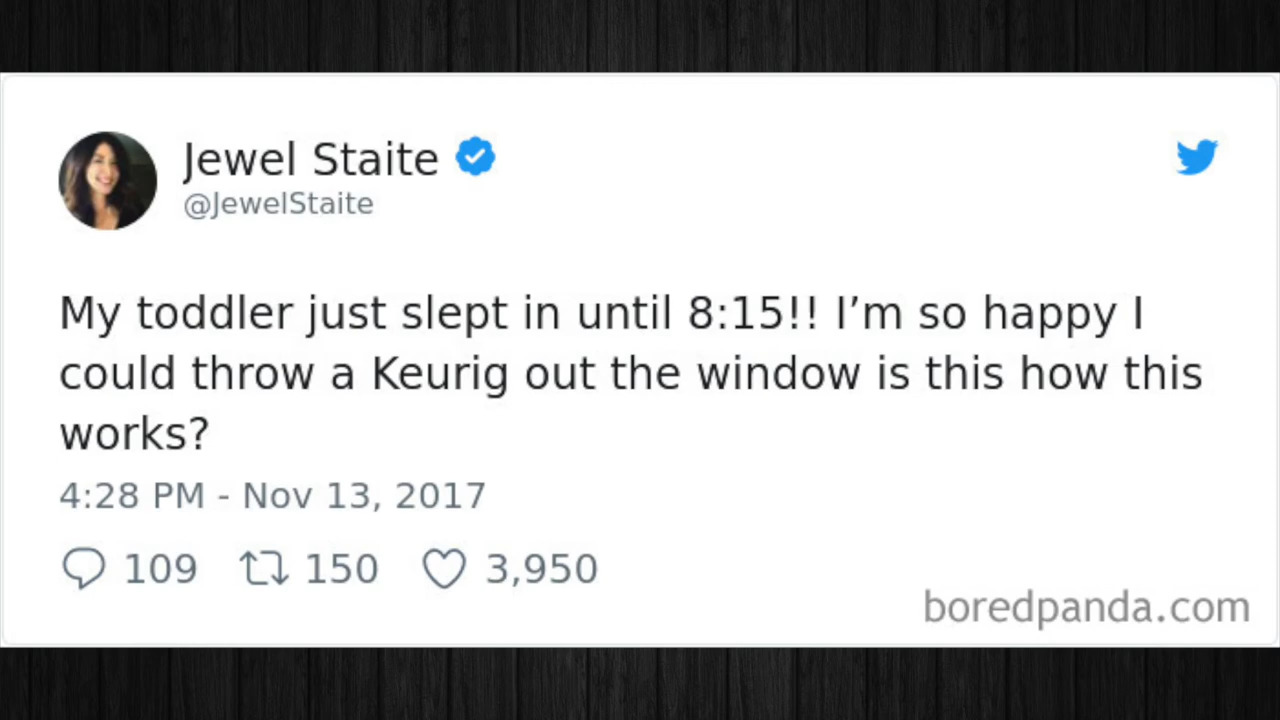 Jewel Staite
@JewelStaite
My toddler just slept in until 8:15!! I’m so happy I
could throw a Keurig out the window is this how this
works?
4:28 PM - Nov 13, 2017
109 150 3,950
boredpanda.com